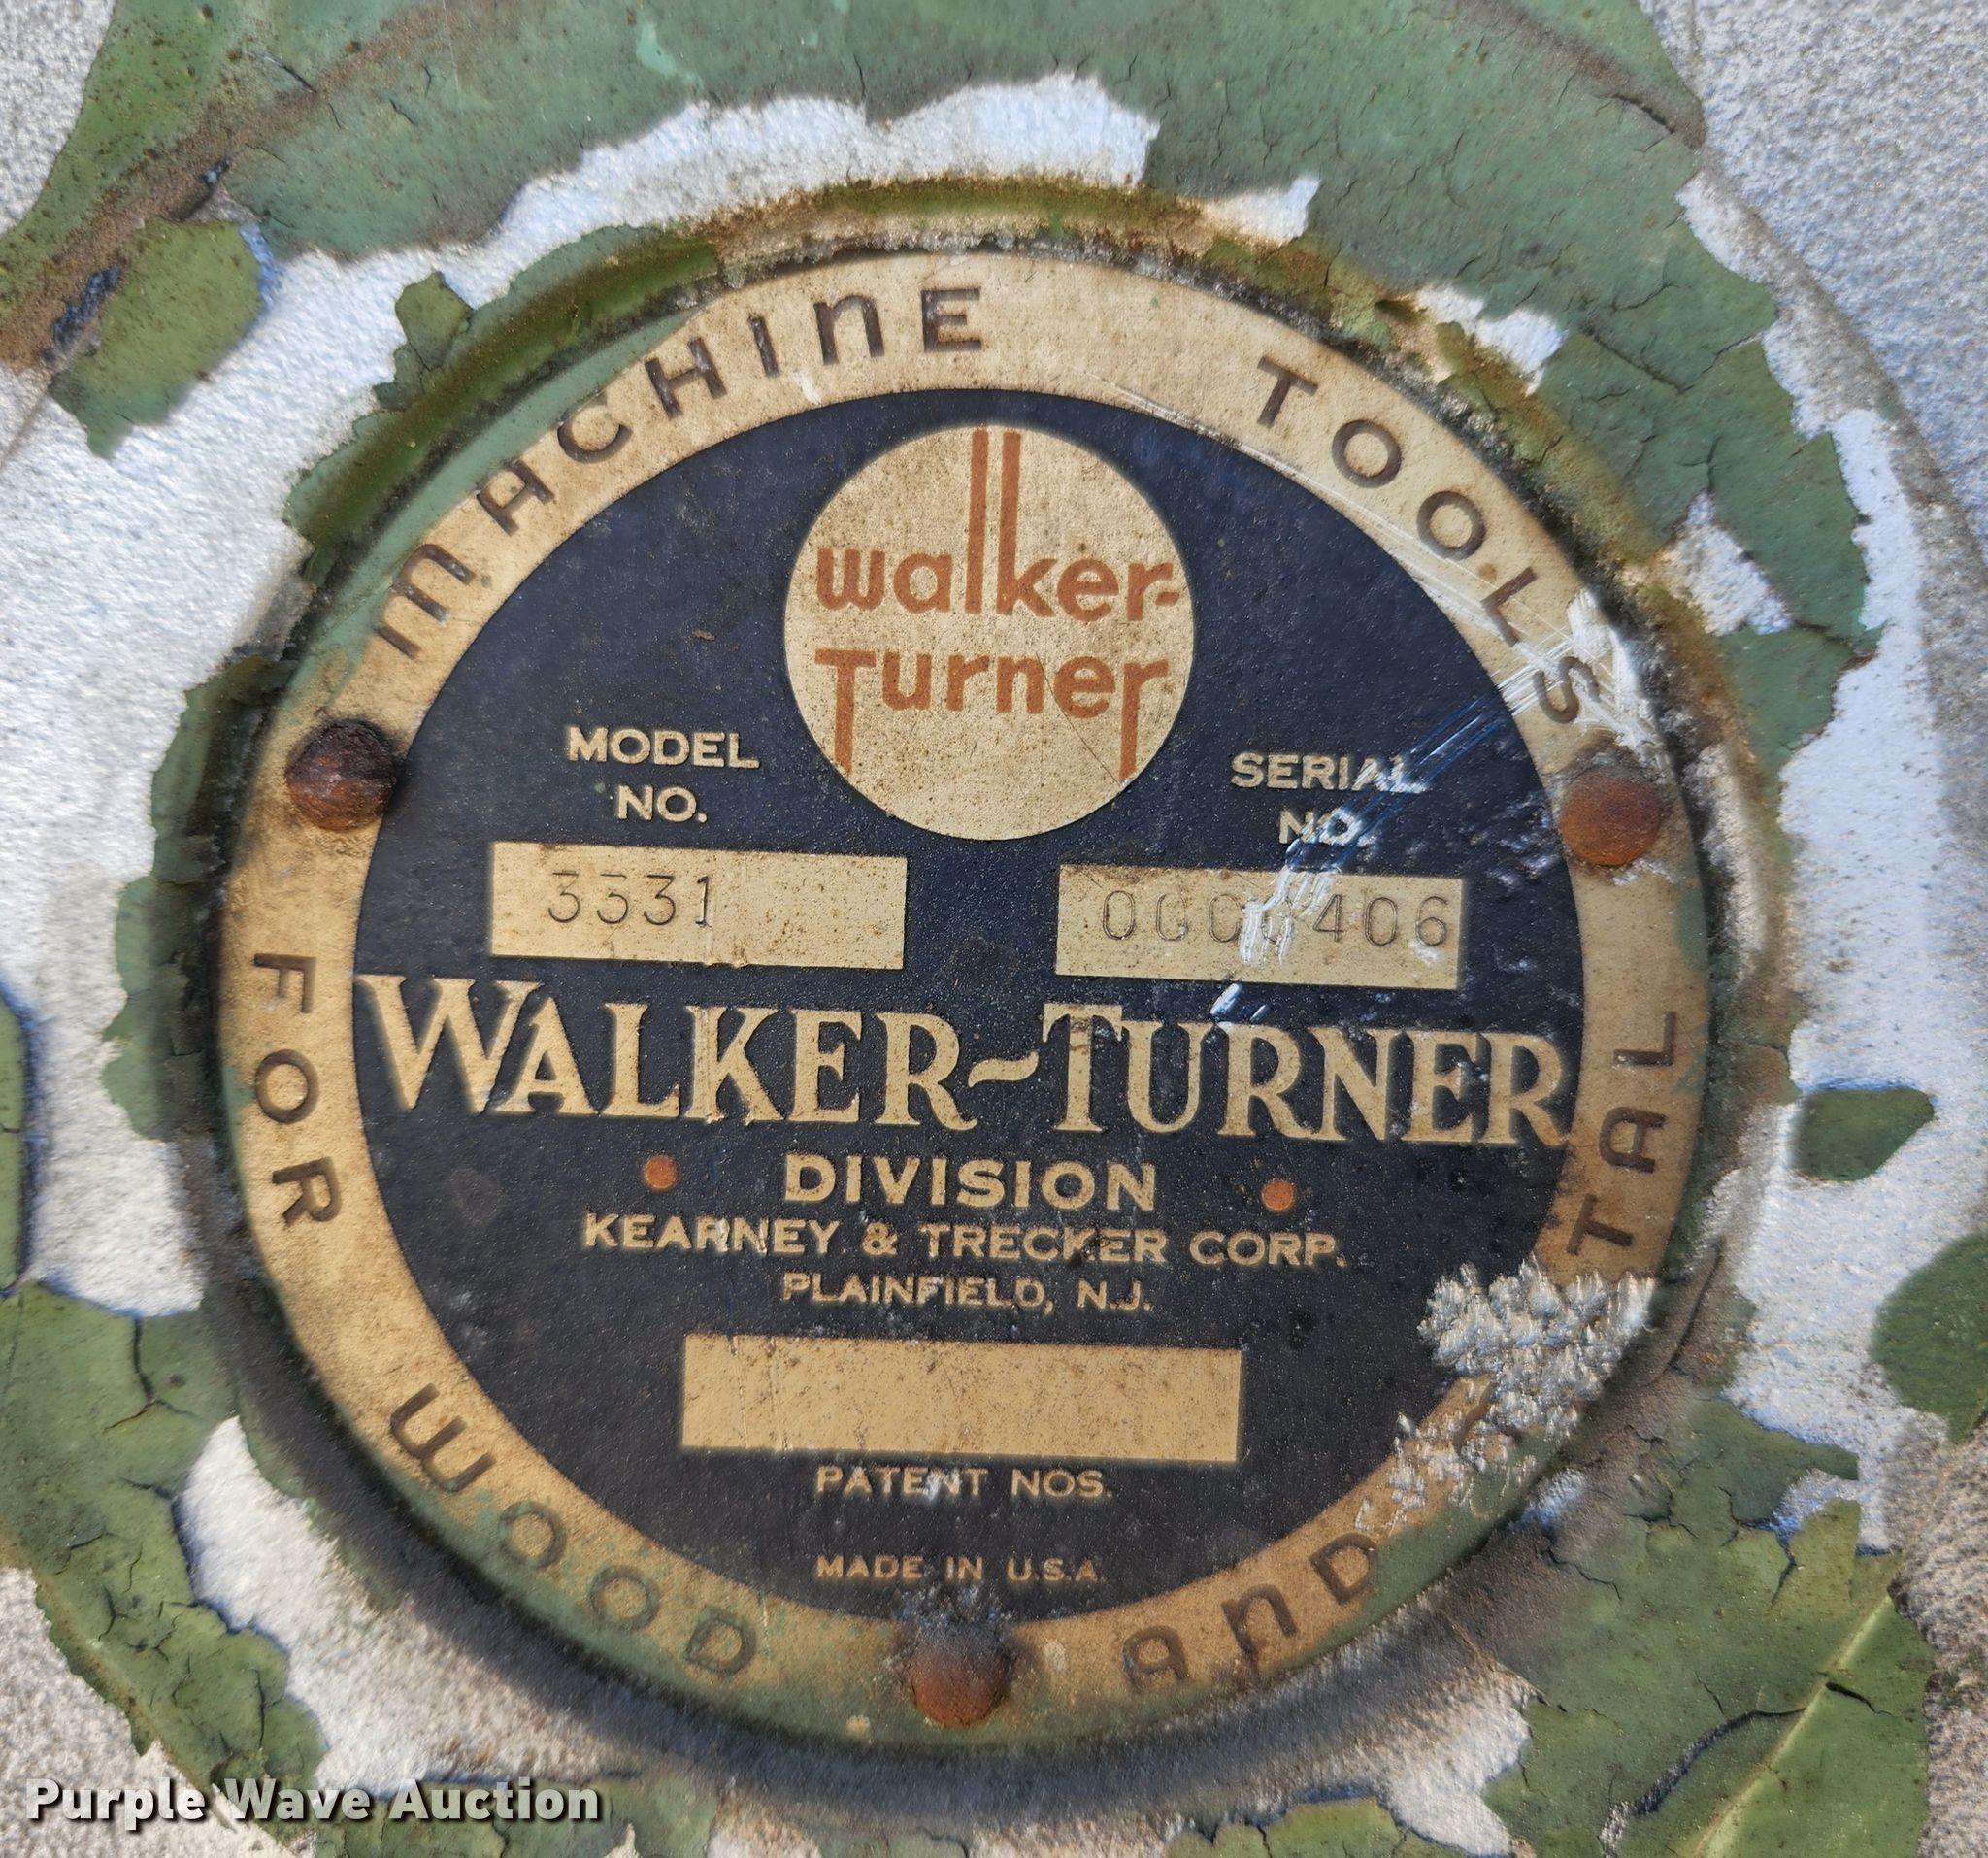 MACHINE TOOLS
walker-
Turner
MODEL
NO.
SERIAL
NO.
3331
WALKER-TURNER
DIVISION
KEARNEY & TRECKER CORP.
PLAINFIELD, N.J.
PATENT NOS.
MADE IN U.S.A.
FOR WOOD AND
Purple Wave Auction